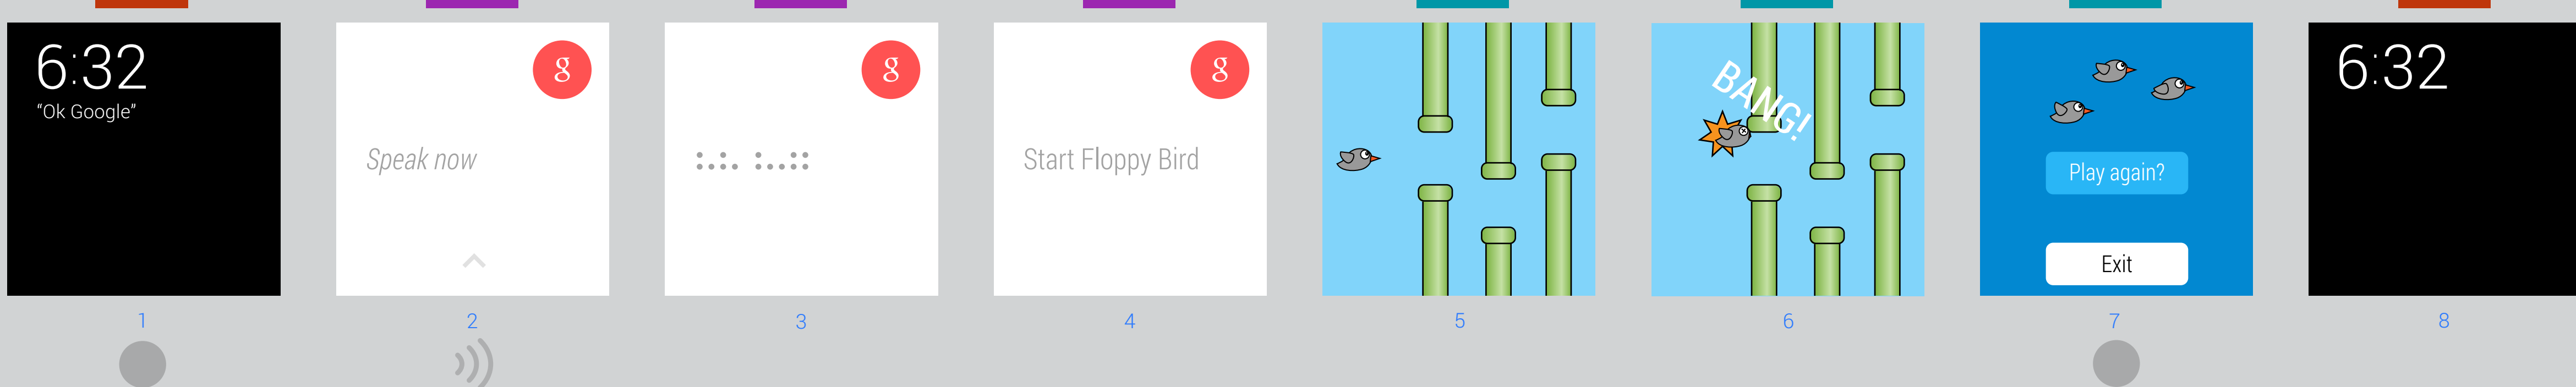 6:32
“Ok Google”
g
Speak now
g
g
Start Floppy Bird
BANG!
Play again?
Exit
6:32
1
2
3
4
5
6
7
8